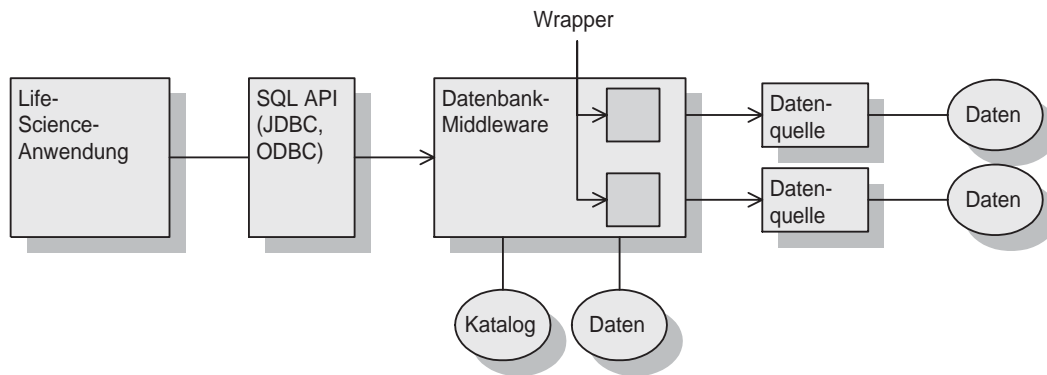 Wrapper
Life-
Science-
Anwendung
SQL API
(JDBC,
ODBC)
Datenbank-
Middleware
Daten-
quelle
Daten
Daten-
quelle
Daten
Katalog
Daten